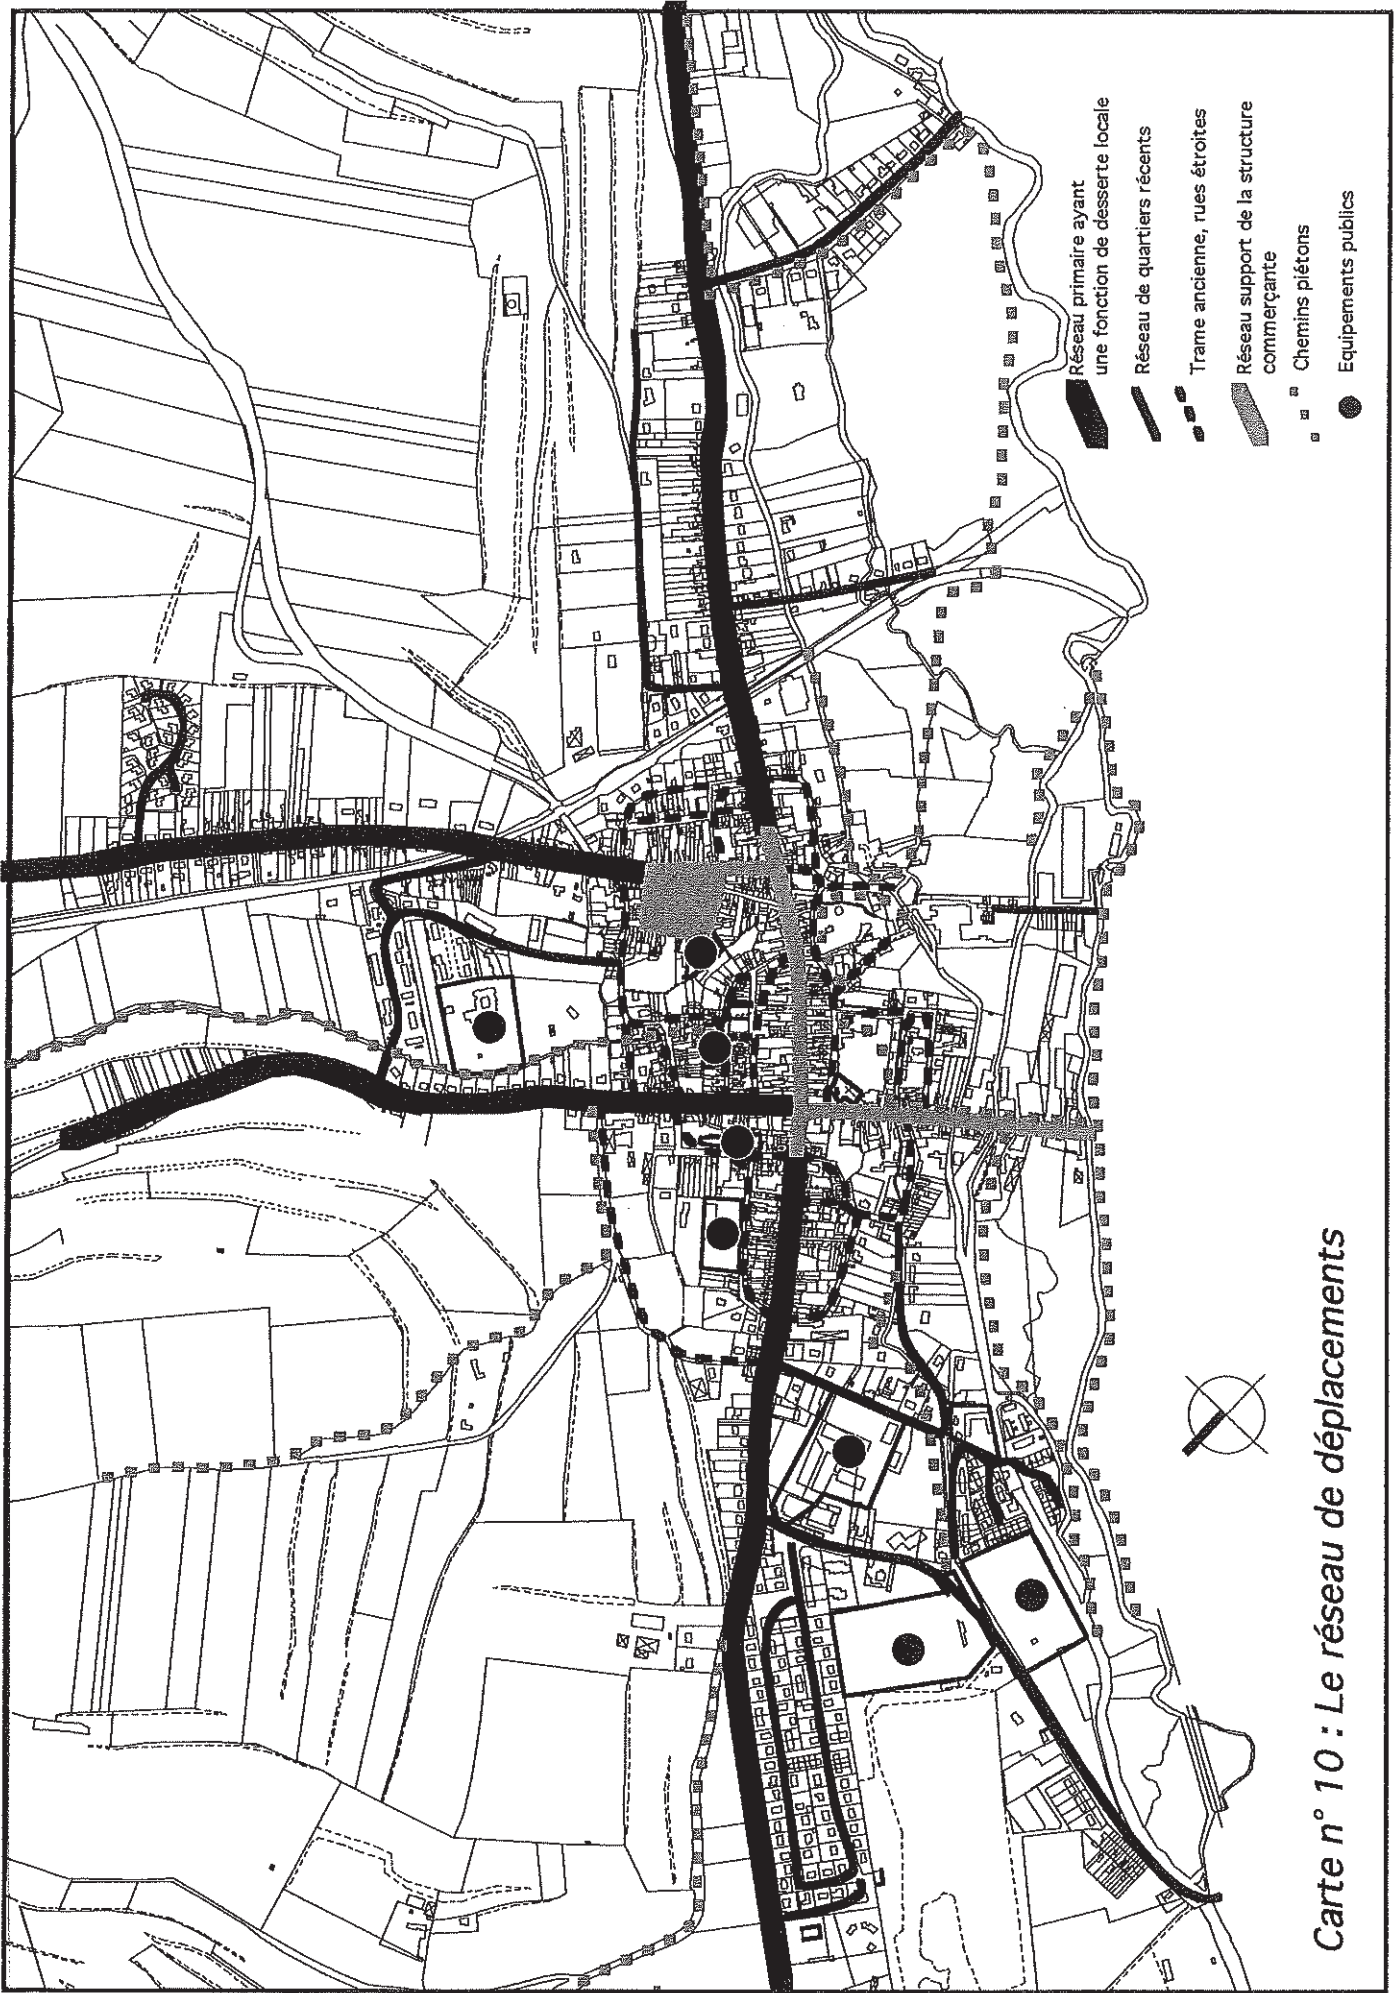 Réseau primaire ayant
une fonction de desserte locale
Réseau de quartiers récents
Trame ancienne, rues étroites
Réseau support de la structure
commerçante
Chemins piétons
Equipements publics
Carte n° 10 : Le réseau de déplacements